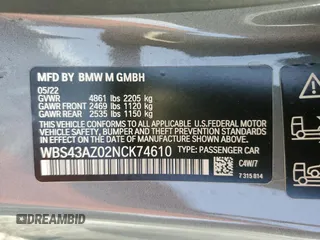 MFD BY BMW M GMBH
05/22
GVWR 4861 lbs 2205 kg
GAWR FRONT 2469 lbs 1120 kg
GAWR REAR 2535 lbs 1150 kg
THIS VEHICLE CONFORMS TO ALL
APPLICABLE FEDERAL MOTOR VEHICLE
SAFETY, BUMPER, AND THEFT
PREVENTION STANDARDS IN EFFECT
ON THE DATE OF MANUFACTURE
SHOWN ABOVE.
WBS43AZ02NCK74610
TYPE: PASSENGER CAR
C4W/7
7 315 814
DREAMBID